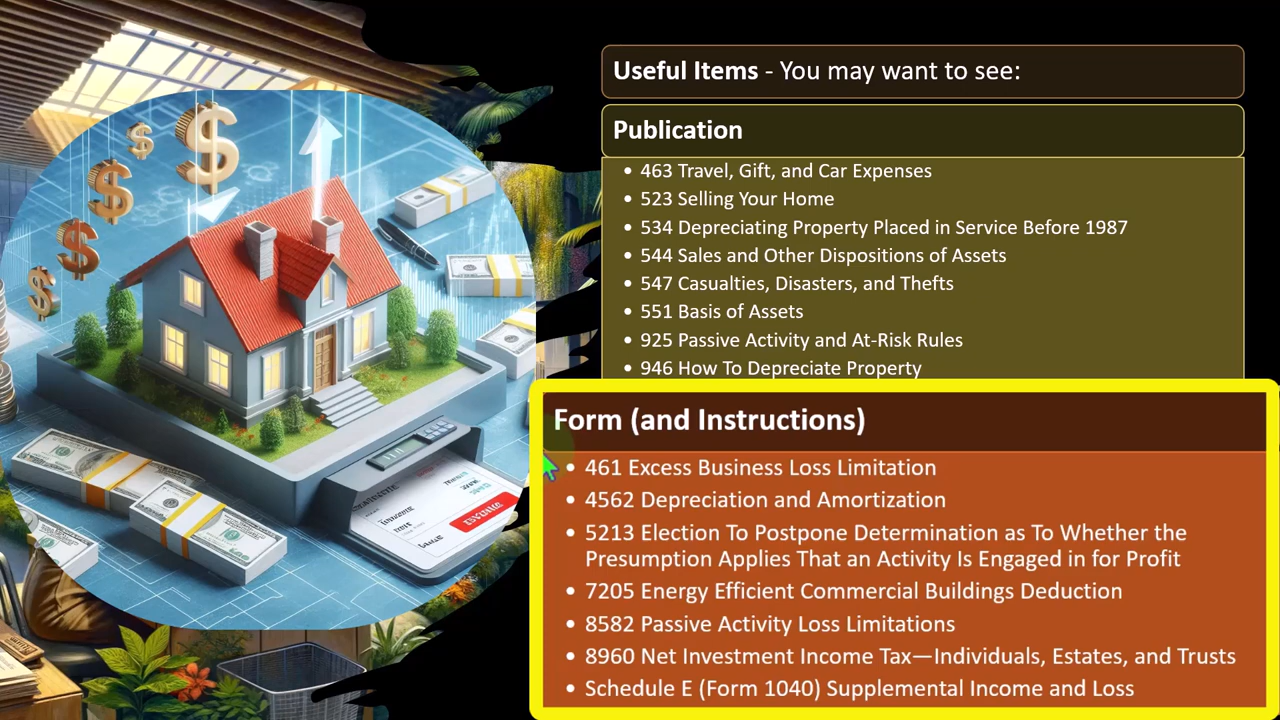 Useful Items - You may want to see:
Publication
• 463 Travel, Gift, and Car Expenses
• 523 Selling Your Home
• 534 Depreciating Property Placed in Service Before 1987
• 544 Sales and Other Dispositions of Assets
• 547 Casualties, Disasters, and Thefts
• 551 Basis of Assets
• 925 Passive Activity and At-Risk Rules
• 946 How To Depreciate Property
Form (and Instructions)
• 461 Excess Business Loss Limitation
• 4562 Depreciation and Amortization
• 5213 Election To Postpone Determination as To Whether the
Presumption Applies That an Activity Is Engaged in for Profit
• 7205 Energy Efficient Commercial Buildings Deduction
• 8582 Passive Activity Loss Limitations
• 8960 Net Investment Income Tax—Individuals, Estates, and Trusts
• Schedule E (Form 1040) Supplemental Income and Loss